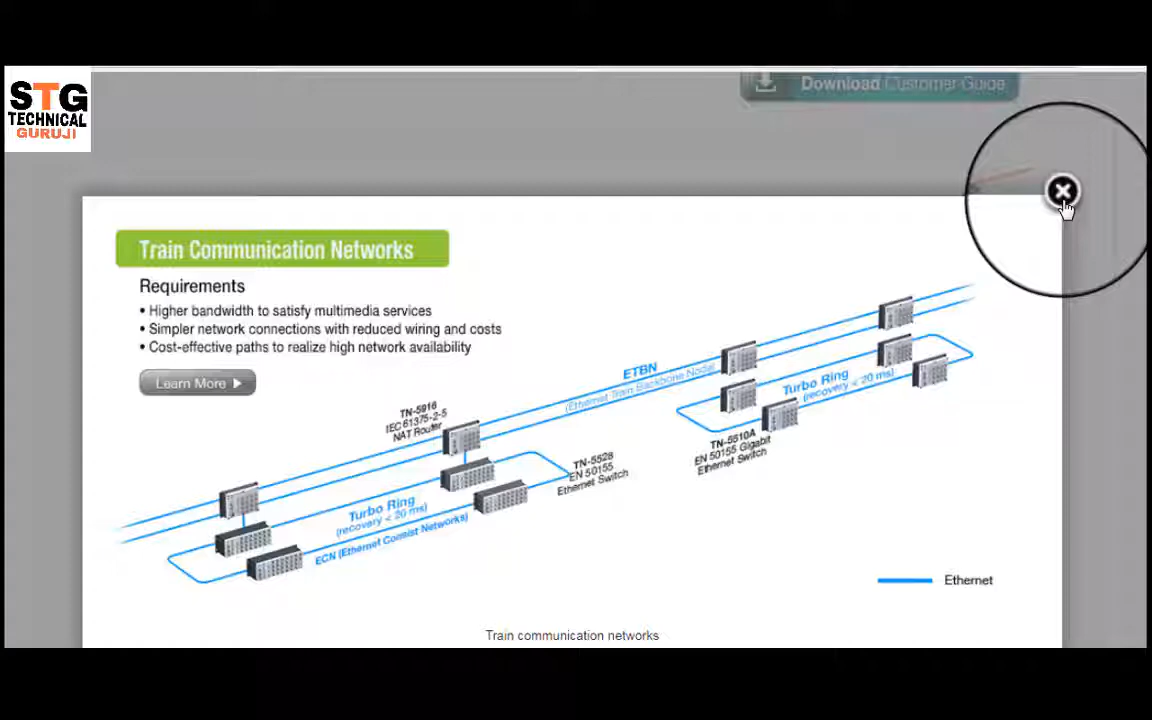 STG
TECHNICAL
GURUJI
Download Customer Guide
Train Communication Networks
Requirements
• Higher bandwidth to satisfy multimedia services
• Simpler network connections with reduced wiring and costs
• Cost-effective paths to realize high network availability
Learn More
ETBN
(Ethernet Train Backbone Node)
Turbo Ring
(recovery < 20 ms)
TN-5916
IEC 61375-2-5
NAT Router
TN-5510A
EN 50155 Gigabit
Ethernet Switch
TN-5528
EN 50155
Ethernet Switch
Turbo Ring
(recovery < 20 ms)
ECN (Ethernet Consist Networks)
Ethernet
Train communication networks